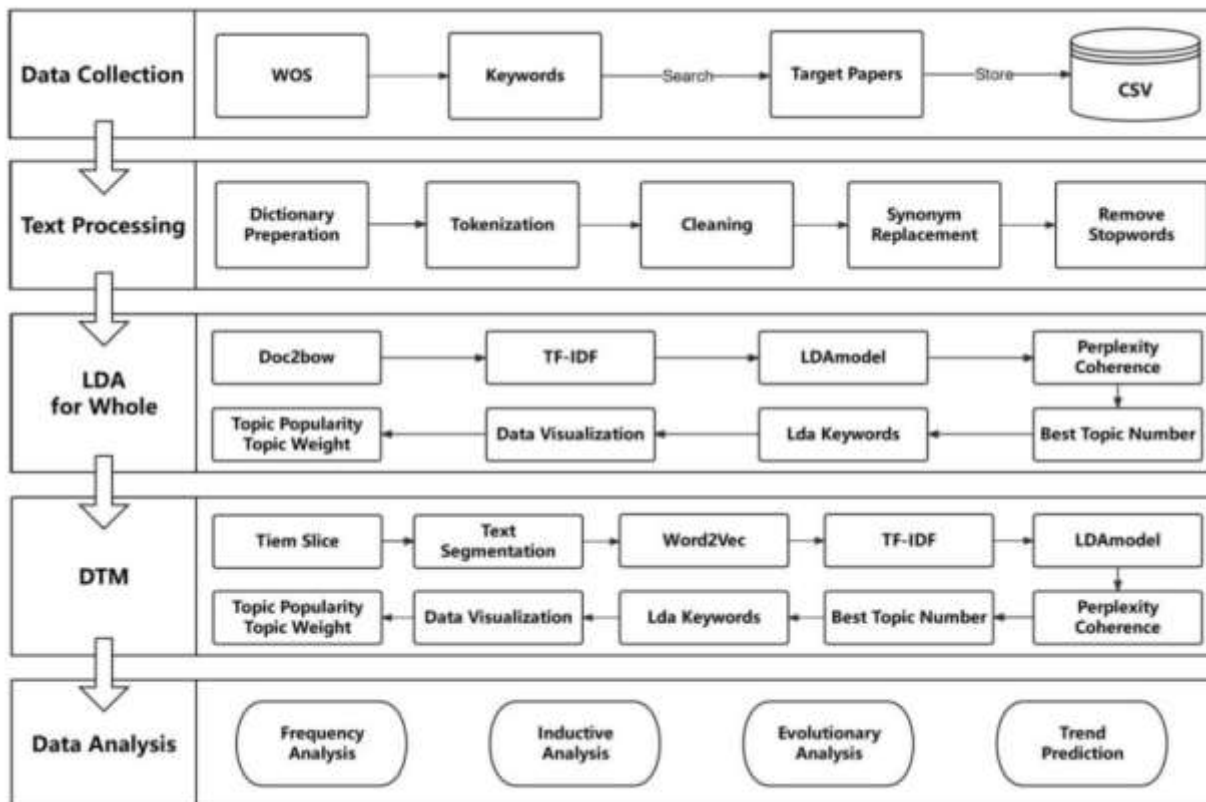 Data Collection
WOS
Keywords
Search
Target Papers
Store
CSV
Text Processing
Dictionary
Preperation
Tokenization
Cleaning
Synonym
Replacement
Remove
Stopwords
LDA
for Whole
Doc2bow
TF-IDF
LDAmodel
Perplexity
Coherence
Topic Popularity
Topic Weight
Data Visualization
Lda Keywords
Best Topic Number
DTM
Tiem Slice
Text
Segmentation
Word2Vec
TF-IDF
LDAmodel
Topic Popularity
Topic Weight
Data Visualization
Lda Keywords
Best Topic Number
Perplexity
Coherence
Data Analysis
Frequency
Analysis
Inductive
Analysis
Evolutionary
Analysis
Trend
Prediction